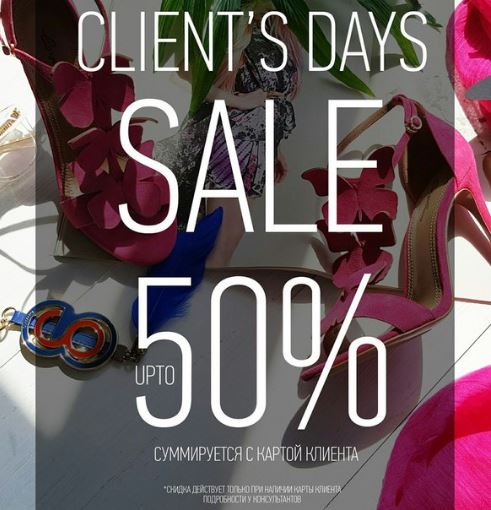 CLIENT'S DAYS
SALE
UPTO 50%
СУММИРУЕТСЯ С КАРТОЙ КЛИЕНТА
*СКИДКА ДЕЙСТВУЕТ ТОЛЬКО ПРИ НАЛИЧИИ КАРТЫ КЛИЕНТА
ПОДРОБНОСТИ У КОНСУЛЬТАНТОВ